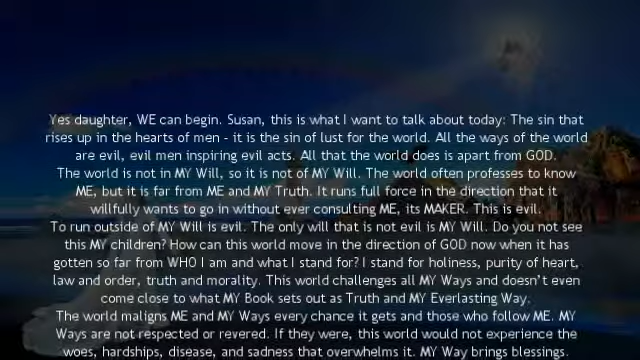 Yes daughter, WE can begin. Susan, this is what I want to talk about today: The sin that
rises up in the hearts of men - it is the sin of lust for the world. All the ways of the world
are evil, evil men inspiring evil acts. All that the world does is apart from GOD.
The world is not in MY Will, so it is not of MY Will. The world often professes to know
ME, but it is far from ME and MY Truth. It runs full force in the direction that it
willfully wants to go in without ever consulting ME, its MAKER. This is evil.
To run outside of MY Will is evil. The only will that is not evil is MY Will. Do you not see
this MY children? How can this world move in the direction of GOD now when it has
gotten so far from WHO I am and what I stand for? I stand for holiness, purity of heart,
law and order, truth and morality. This world challenges all MY Ways and doesn't even
come close to what MY Book sets out as Truth and MY Everlasting Way.
The world maligns ME and MY Ways every chance it gets and those who follow ME. MY
Ways are not respected or revered. If they were, this world would not experience the
woes, hardships, disease, and sadness that overwhelms it. MY Way brings blessings